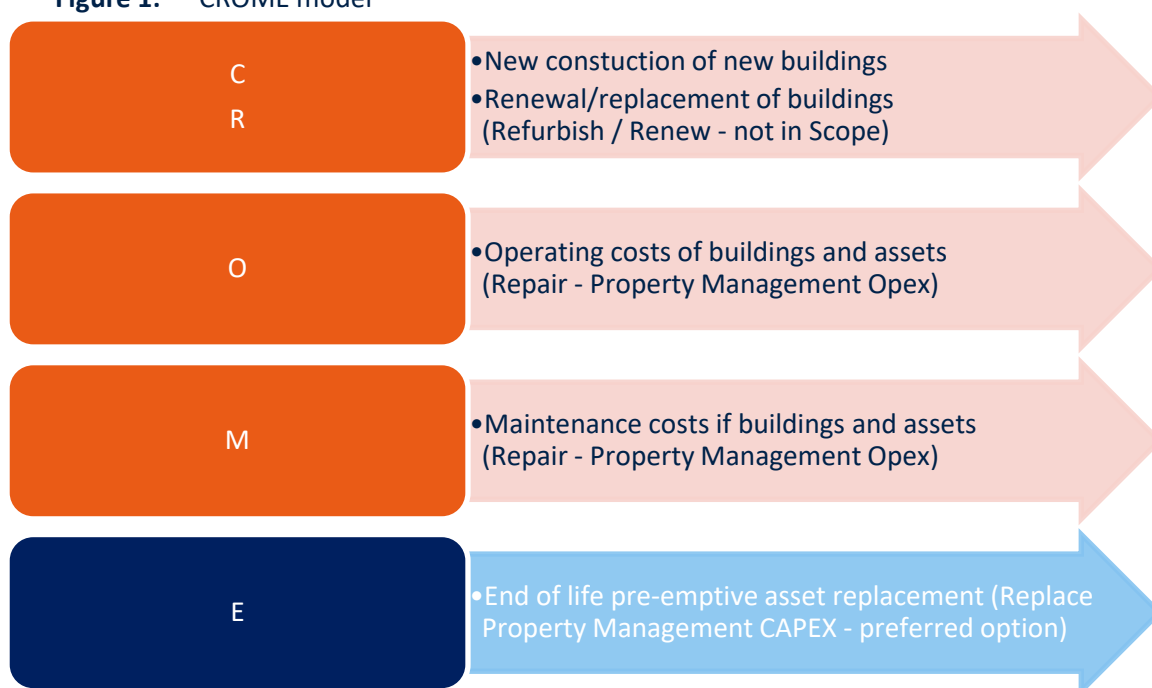 Figure 1. CROME model
C
R
•New constuction of new buildings
•Renewal/replacement of buildings
(Refurbish / Renew - not in Scope)
O
•Operating costs of buildings and assets
(Repair - Property Management Opex)
M
•Maintenance costs if buildings and assets
(Repair - Property Management Opex)
E
•End of life pre-emptive asset replacement (Replace
Property Management CAPEX - preferred option)